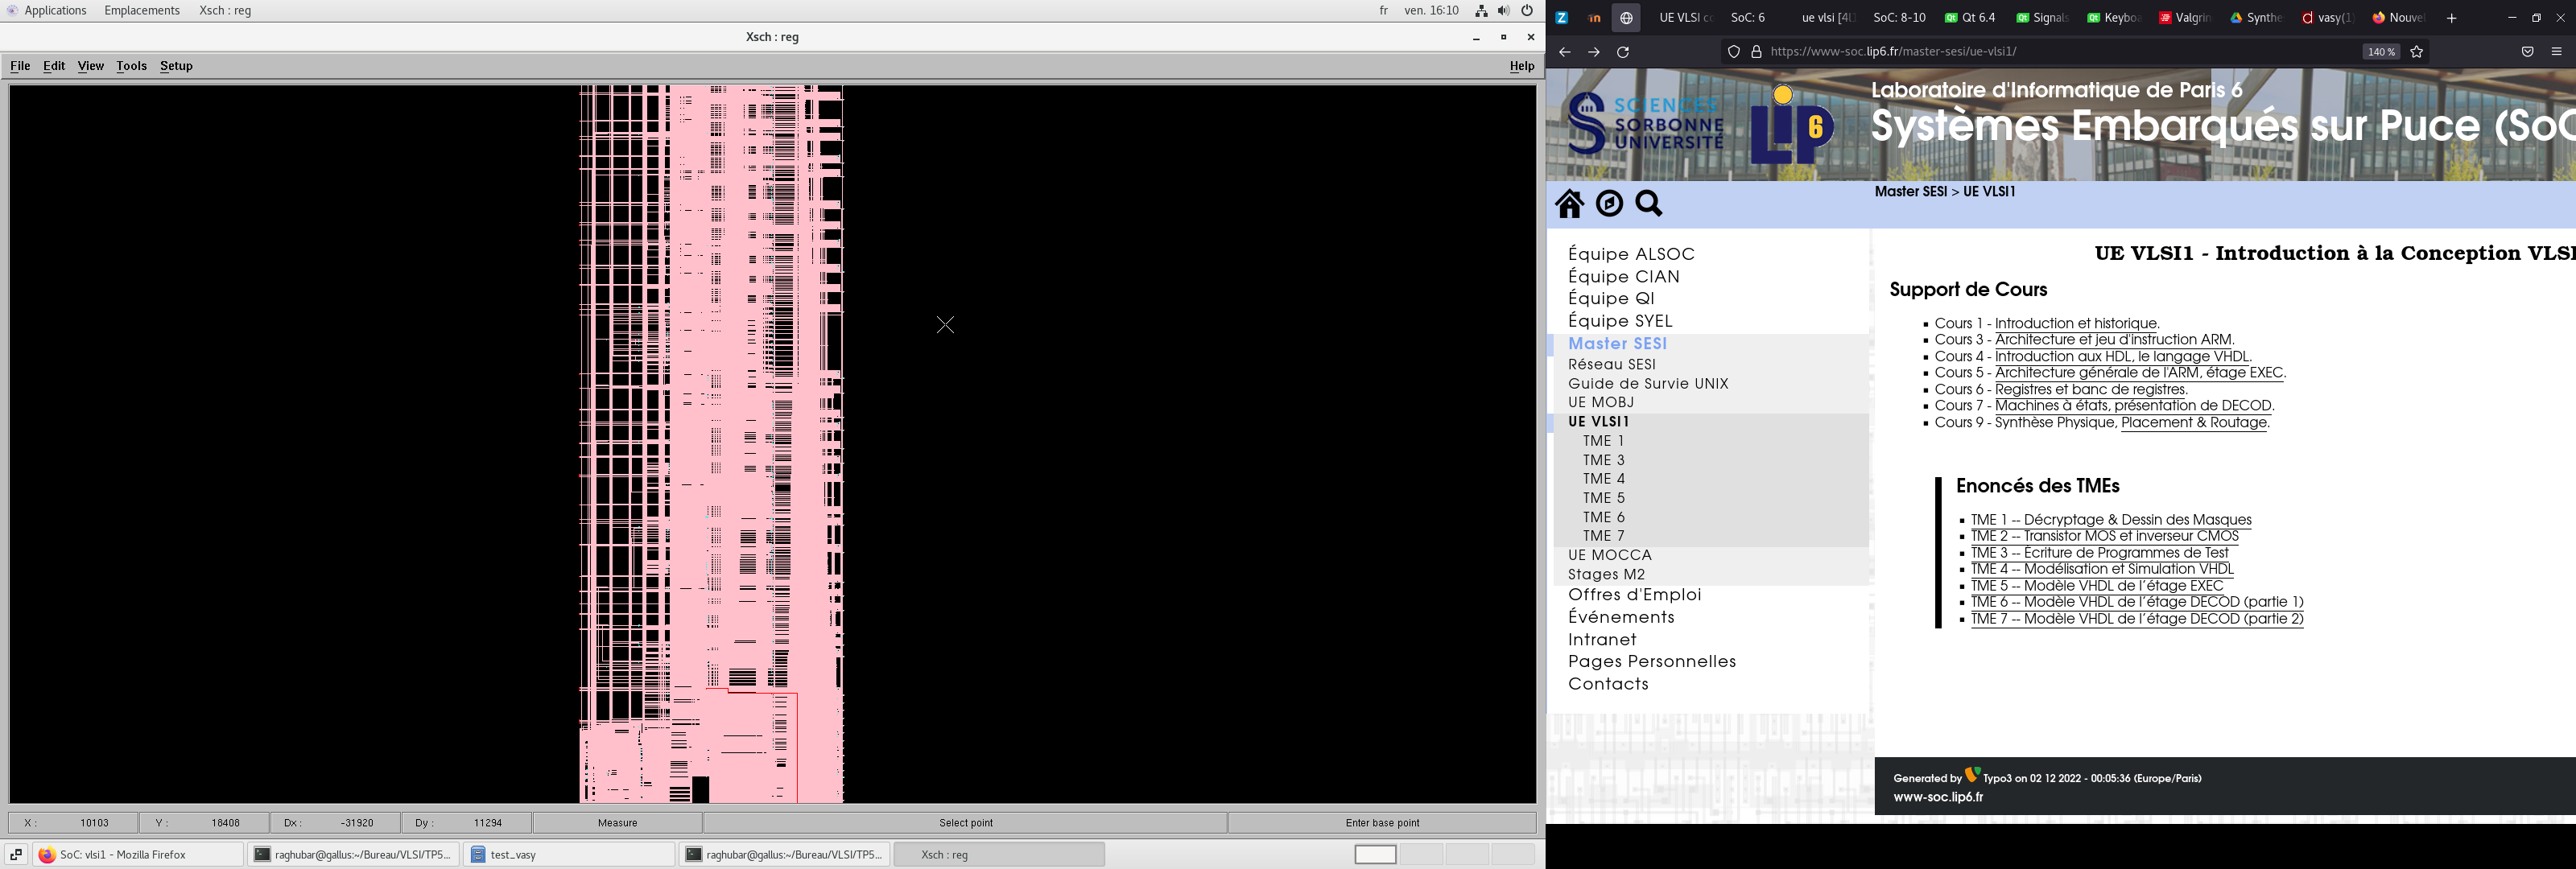 Applications Emplacements Xsch : reg fr ven. 16:10
Xsch : reg
File Edit View Tools Setup Help
X : 10103 Y : 18408 Dx : -31920 Dy : 11294 Measure Select point Enter base point
SoC: vlsi1 - Mozilla Firefox raghubar@gallus:~/Bureau/VLSI/TP5... test_vasy raghubar@gallus:~/Bureau/VLSI/TP5... Xsch : reg
UE VLSI co SoC: 6 ue vlsi [4l SoC: 8-10 Qt 6.4 Signals Keyboa Valgrin Synthe vasy(1) Nouvel
https://www-soc.lip6.fr/master-sesi/ue-vlsi1/ 140 %
SCIENCES
SORBONNE
UNIVERSITÉ
LIP 6
Laboratoire d'Informatique de Paris 6
Systèmes Embarqués sur Puce (SoC
Master SESI > UE VLSI1
Équipe ALSOC
Équipe CIAN
Équipe QI
Équipe SYEL
Master SESI
Réseau SESI
Guide de Survie UNIX
UE MOBJ
UE VLSI1
TME 1
TME 3
TME 4
TME 5
TME 6
TME 7
UE MOCCA
Stages M2
Offres d'Emploi
Événements
Intranet
Pages Personnelles
Contacts
UE VLSI1 - Introduction à la Conception VLSI
Support de Cours
Cours 1 - Introduction et historique.
Cours 3 - Architecture et jeu d'instruction ARM.
Cours 4 - Introduction aux HDL, le langage VHDL.
Cours 5 - Architecture générale de l'ARM, étage EXEC.
Cours 6 - Registres et banc de registres.
Cours 7 - Machines à états, présentation de DECOD.
Cours 9 - Synthèse Physique, Placement & Routage.
Enoncés des TMEs
TME 1 -- Décryptage & Dessin des Masques
TME 2 -- Transistor MOS et inverseur CMOS
TME 3 -- Ecriture de Programmes de Test
TME 4 -- Modélisation et Simulation VHDL
TME 5 -- Modèle VHDL de l'étage EXEC
TME 6 -- Modèle VHDL de l'étage DECOD (partie 1)
TME 7 -- Modèle VHDL de l'étage DECOD (partie 2)
Generated by Typo3 on 02 12 2022 - 00:05:36 (Europe/Paris)
www-soc.lip6.fr